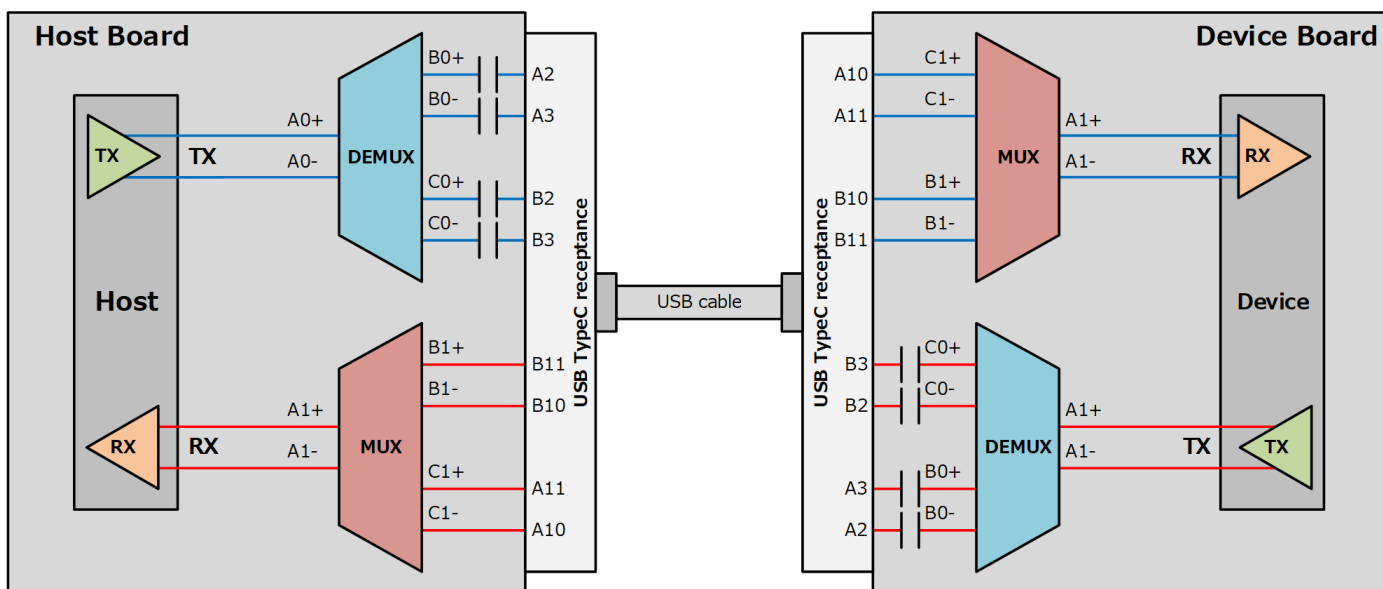 Host Board
TX
TX
A0+
A0-
DEMUX
B0+
B0-
C0+
C0-
A2
A3
B2
B3
Host
RX
RX
A1+
A1-
MUX
B1+
B1-
C1+
C1-
B11
B10
A11
A10
USB TypeC receptance
USB cable
USB TypeC receptance
Device Board
A10
A11
B10
B11
C1+
C1-
B1+
B1-
MUX
A1+
A1-
RX
RX
Device
B3
B2
A3
A2
C0+
C0-
B0+
B0-
DEMUX
A1+
A1-
TX
TX